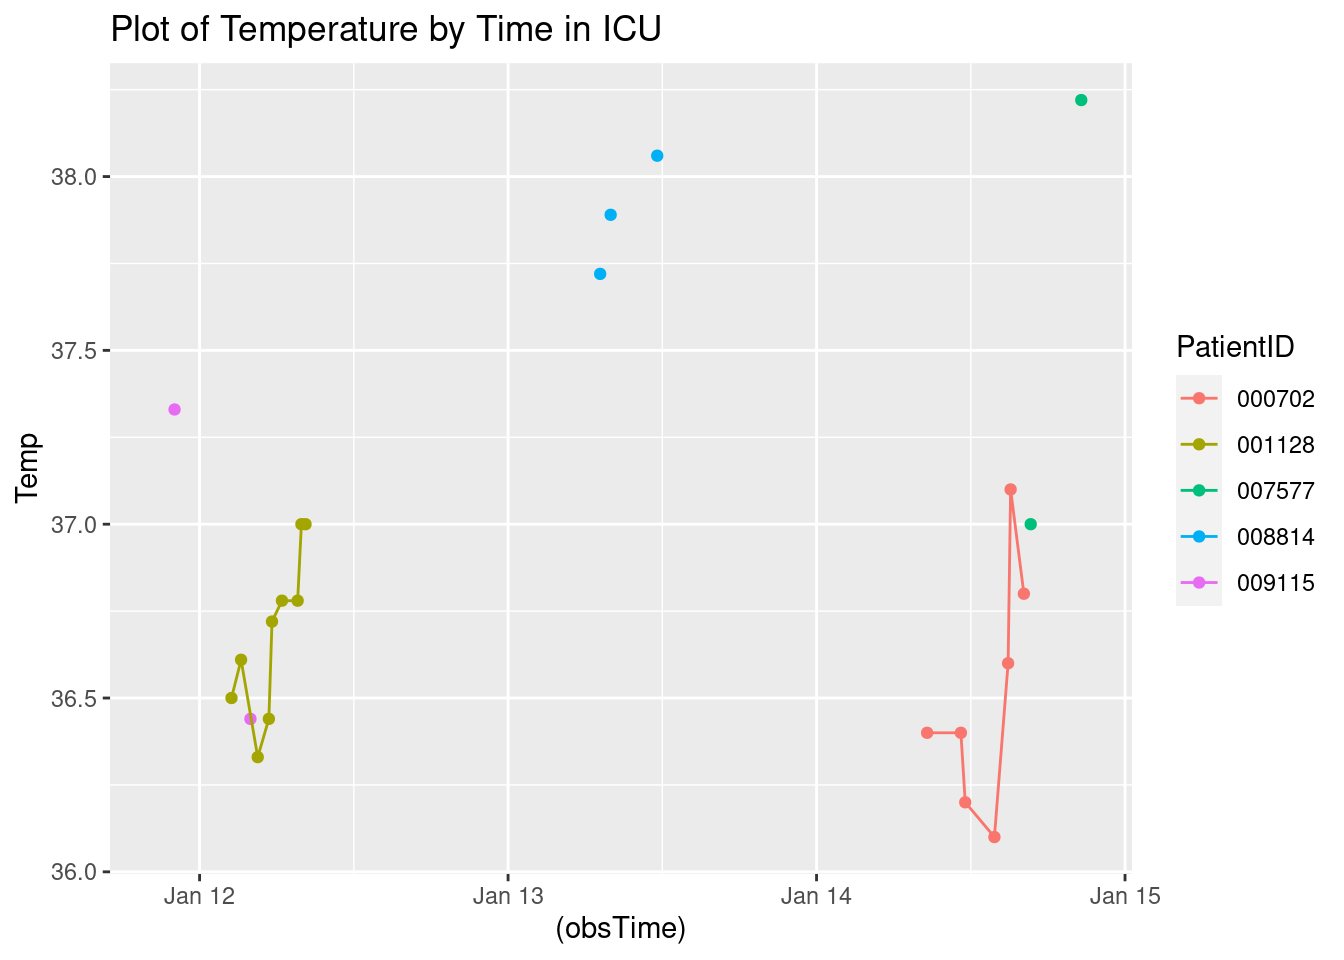 Plot of Temperature by Time in ICU
Temp
38.0
37.5
37.0
36.5
36.0
Jan 12
Jan 13
Jan 14
Jan 15
(obsTime)
PatientID
000702
001128
007577
008814
009115